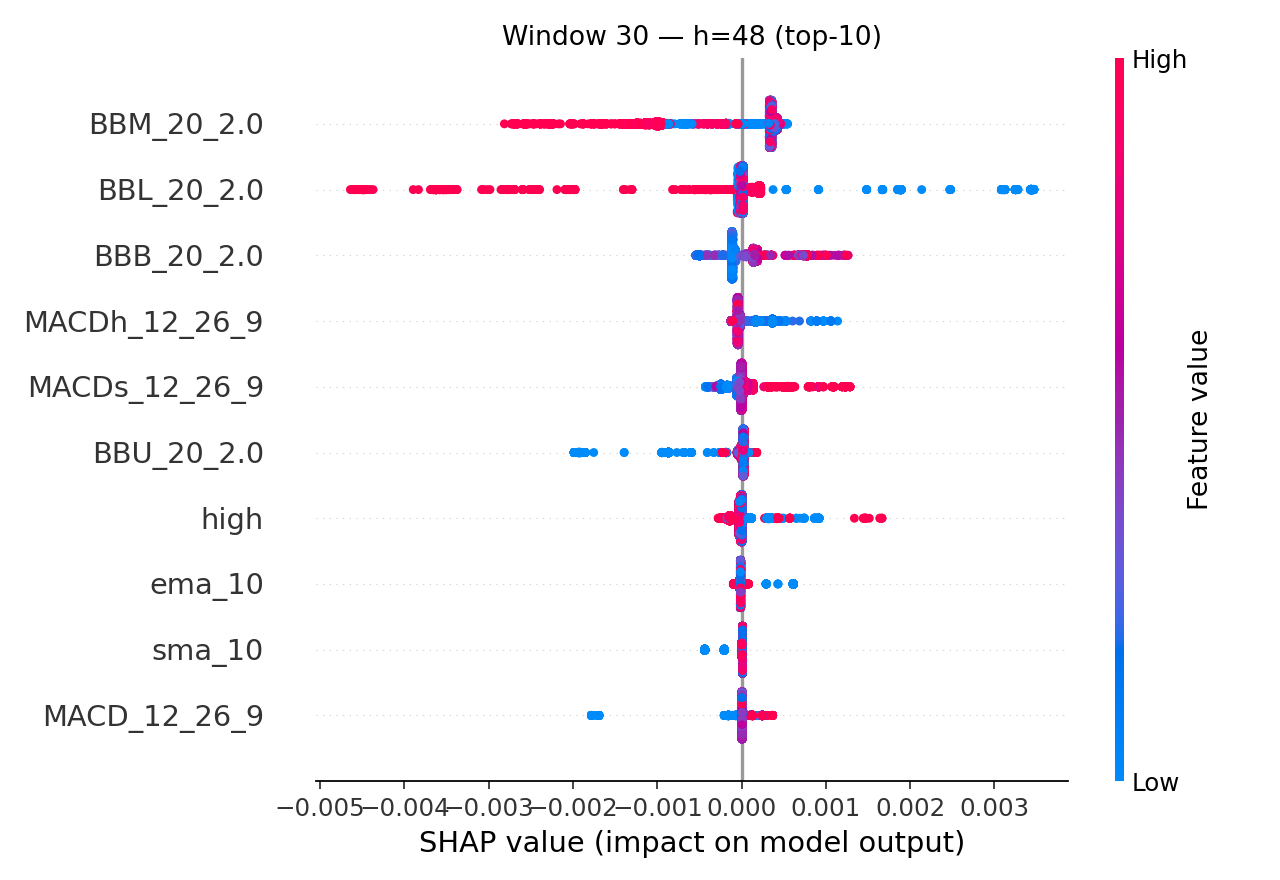 Window 30 — h=48 (top-10)
High
BBM_20_2.0
BBL_20_2.0
BBB_20_2.0
MACDh_12_26_9
MACDs_12_26_9
BBU_20_2.0
high
ema_10
sma_10
MACD_12_26_9
Feature value
Low
−0.005 −0.004 −0.003 −0.002 −0.001 0.000 0.001 0.002 0.003
SHAP value (impact on model output)